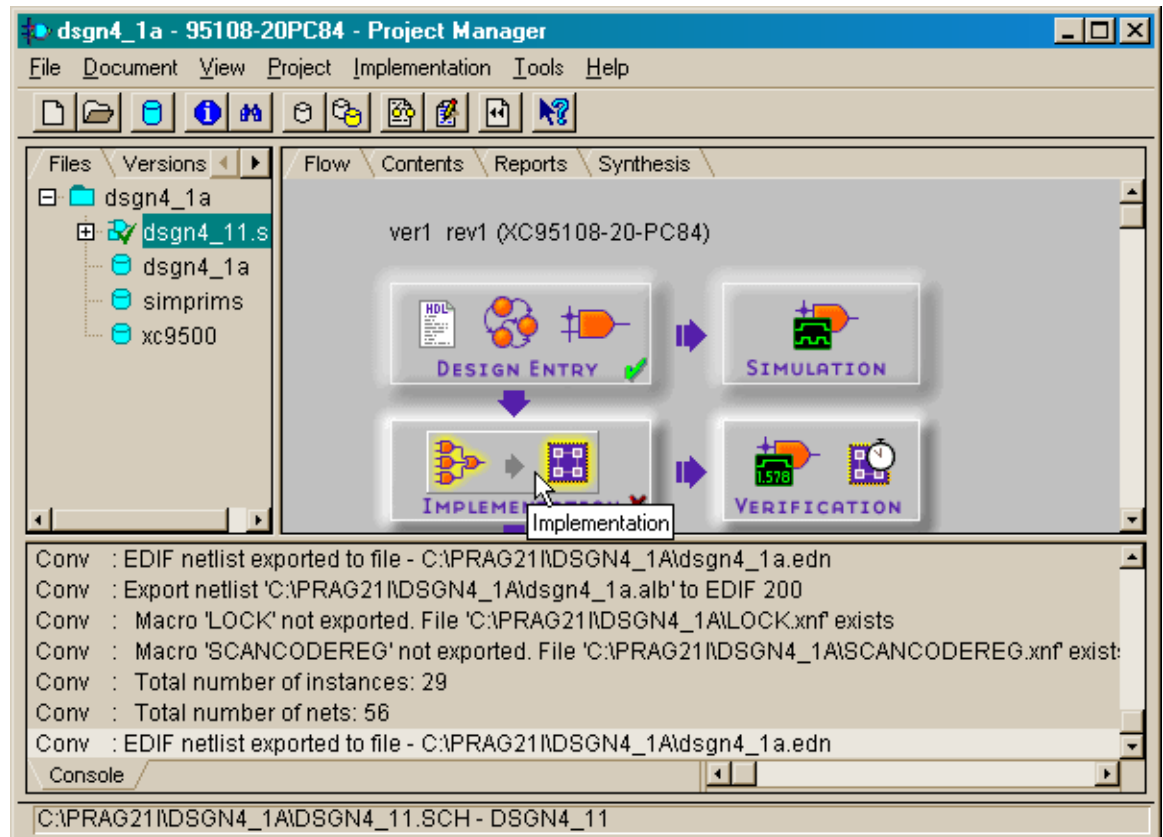 dsgn4_1a - 95108-20PC84 - Project Manager
File Document View Project Implementation Tools Help
Files Versions
dsgn4_1a
dsgn4_11.s
dsgn4_1a
simprims
xc9500
Flow Contents Reports Synthesis
ver1 rev1 (XC95108-20-PC84)
HDL
DESIGN ENTRY
SIMULATION
IMPLEMENTATION
1.578
VERIFICATION
Implementation
Conv : EDIF netlist exported to file - C:\PRAG21I\DSGN4_1A\dsgn4_1a.edn
Conv : Export netlist 'C:\PRAG21I\DSGN4_1A\dsgn4_1a.alb' to EDIF 200
Conv : Macro 'LOCK' not exported. File 'C:\PRAG21I\DSGN4_1A\LOCK.xnf' exists
Conv : Macro 'SCANCODEREG' not exported. File 'C:\PRAG21I\DSGN4_1A\SCANCODEREG.xnf' exist
Conv : Total number of instances: 29
Conv : Total number of nets: 56
Conv : EDIF netlist exported to file - C:\PRAG21I\DSGN4_1A\dsgn4_1a.edn
Console
C:\PRAG21I\DSGN4_1A\DSGN4_11.SCH - DSGN4_11